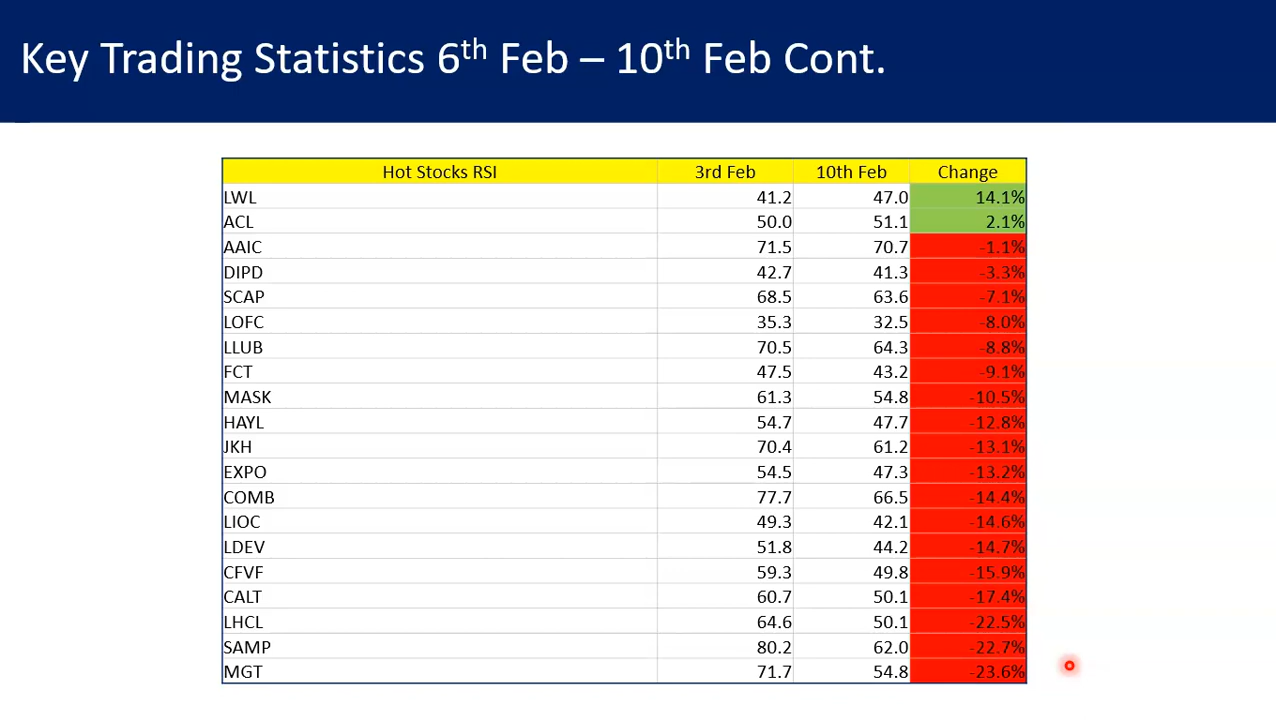 Key Trading Statistics 6th Feb – 10th Feb Cont.
Hot Stocks RSI 3rd Feb 10th Feb Change
LWL 41.2 47.0 14.1%
ACL 50.0 51.1 2.1%
AAIC 71.5 70.7 -1.1%
DIPD 42.7 41.3 -3.3%
SCAP 68.5 63.6 -7.1%
LOFC 35.3 32.5 -8.0%
LLUB 70.5 64.3 -8.8%
FCT 47.5 43.2 -9.1%
MASK 61.3 54.8 -10.5%
HAYL 54.7 47.7 -12.8%
JKH 70.4 61.2 -13.1%
EXPO 54.5 47.3 -13.2%
COMB 77.7 66.5 -14.4%
LIOC 49.3 42.1 -14.6%
LDEV 51.8 44.2 -14.7%
CFVF 59.3 49.8 -15.9%
CALT 60.7 50.1 -17.4%
LHCL 64.6 50.1 -22.5%
SAMP 80.2 62.0 -22.7%
MGT 71.7 54.8 -23.6%